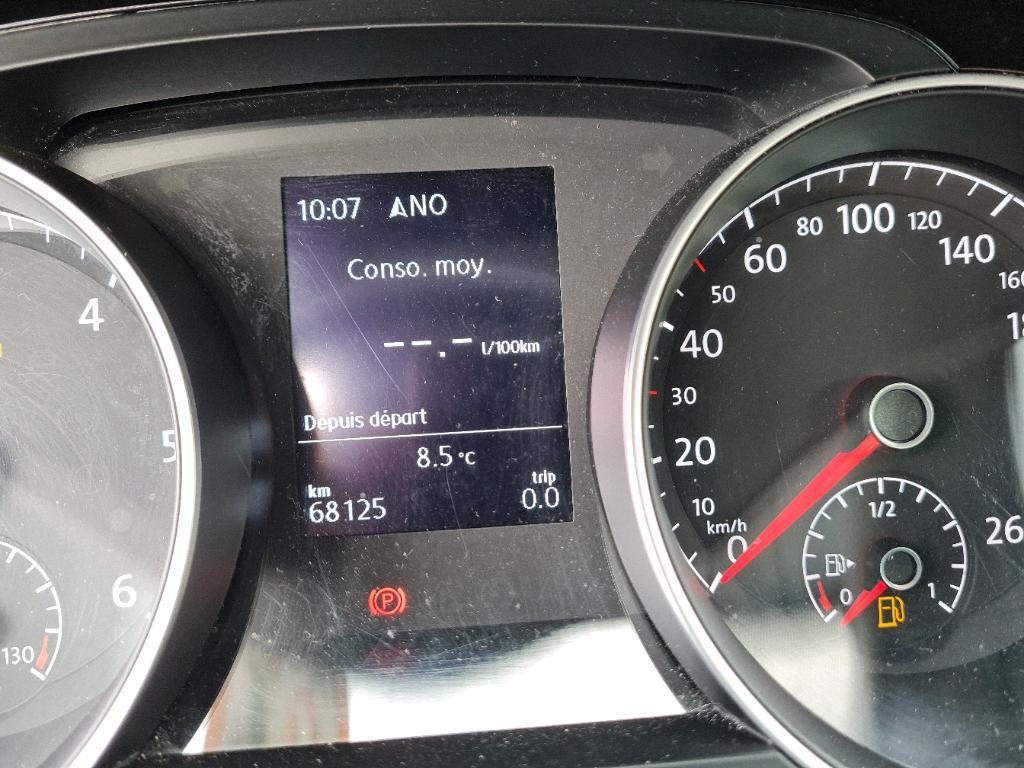 10:07 ANO
Conso. moy.
--.- l/100km
Depuis départ
8.5 °C
km
68125
trip
0.0
P
4
5
6
130
0
10
20
30
40
50
60
80
100
120
140
km/h
1/2
0
1